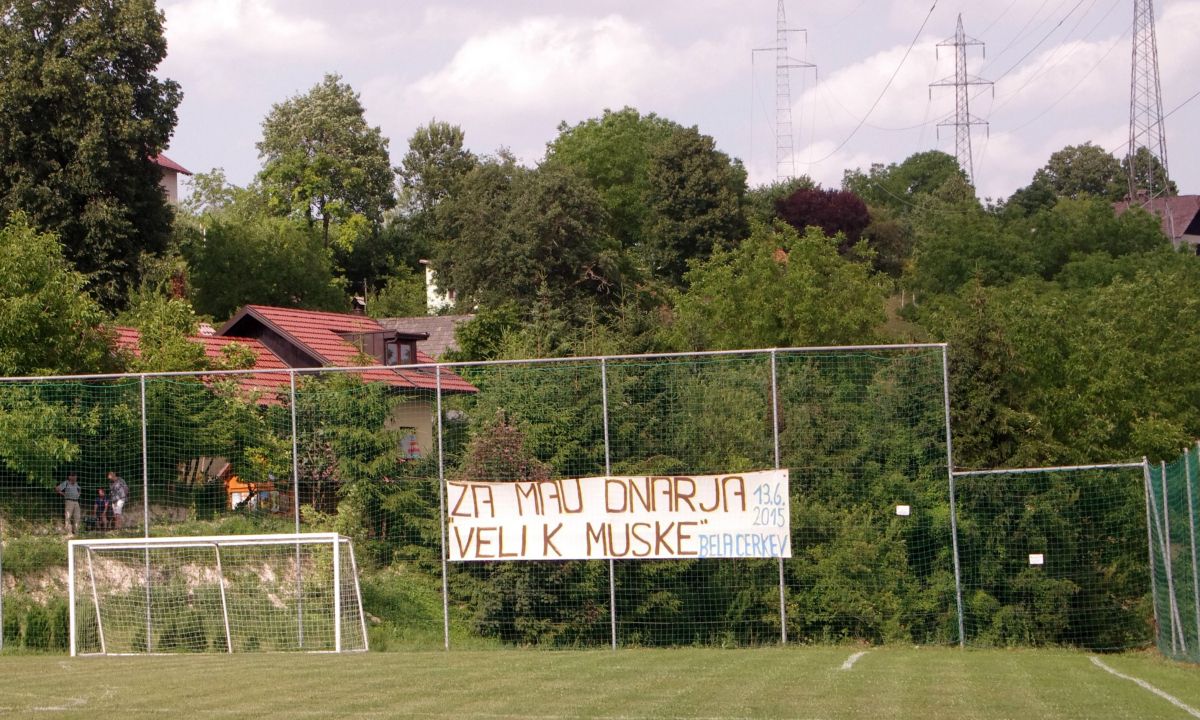 ZA MAU DNARJA 13.6.
2015
"VELIK MUSKE" BELA CERKEV